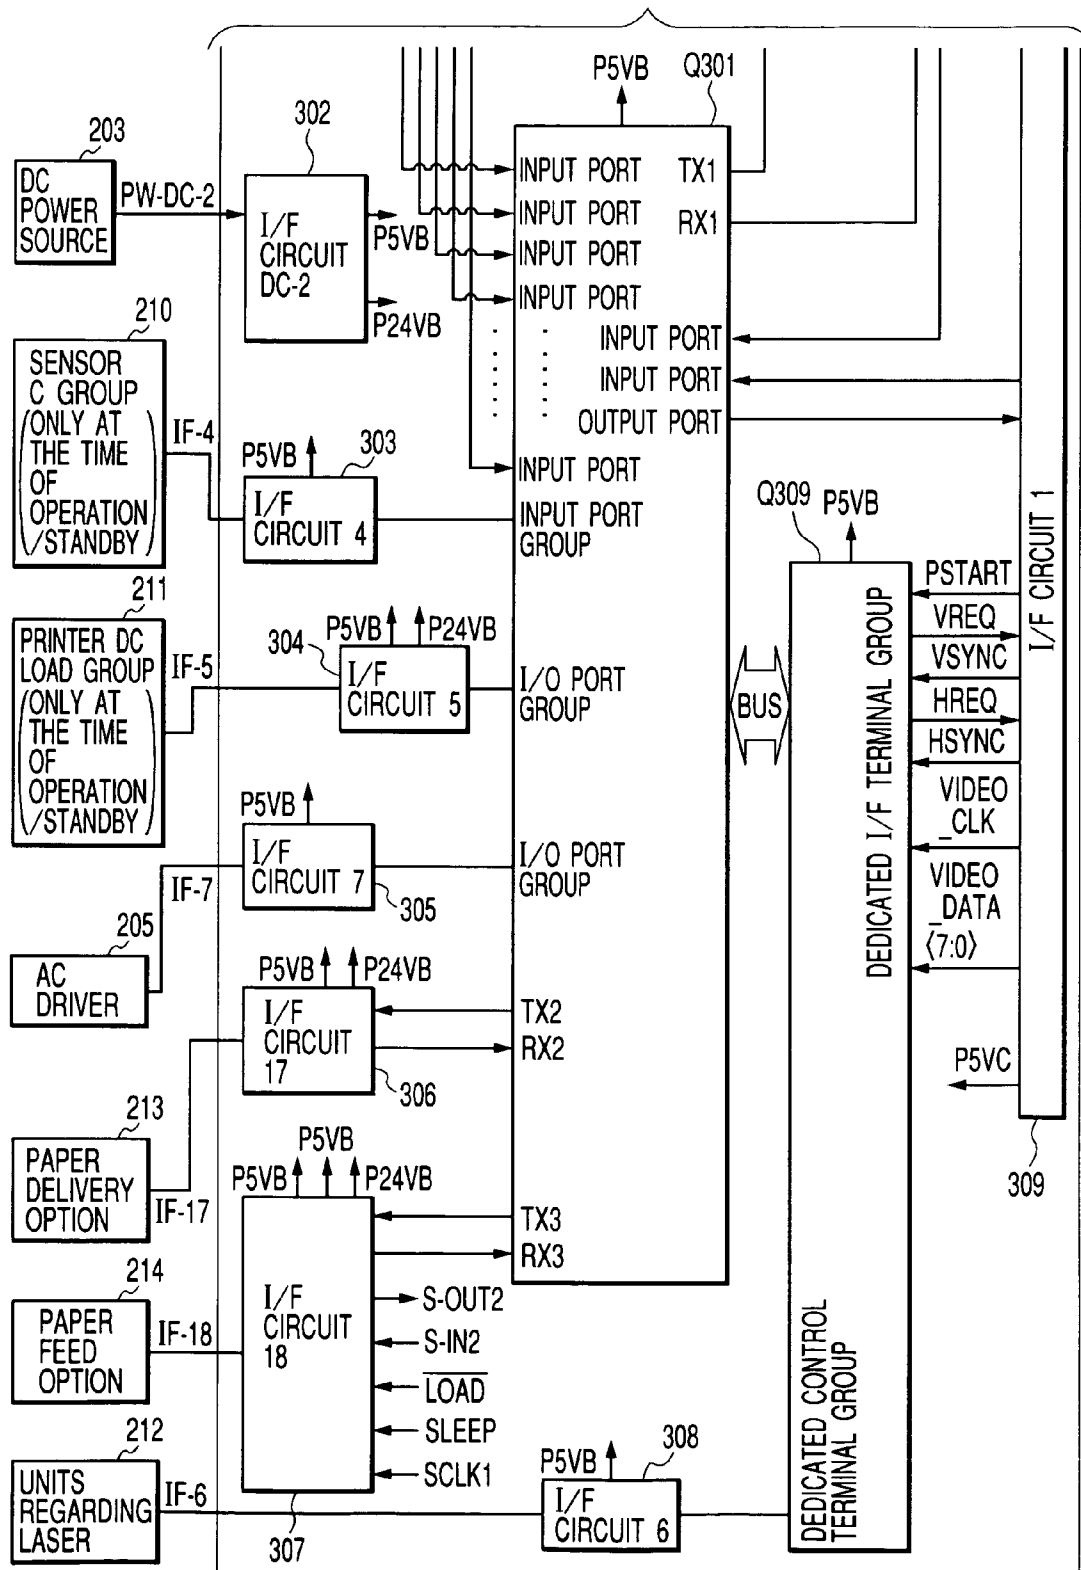 P5VB
Q301
302
203
DC
POWER
SOURCE
PW-DC-2
I/F
CIRCUIT
DC-2
P5VB
P24VB
INPUT PORT
INPUT PORT
INPUT PORT
INPUT PORT
TX1
RX1
INPUT PORT
INPUT PORT
OUTPUT PORT
INPUT PORT
INPUT PORT
GROUP
210
SENSOR
C GROUP
(ONLY AT
THE TIME
OF
OPERATION
/STANDBY)
IF-4
P5VB
303
I/F
CIRCUIT 4
Q309
P5VB
I/F CIRCUIT 1
211
PRINTER DC
LOAD GROUP
(ONLY AT
THE TIME
OF
OPERATION
/STANDBY)
IF-5
304
P5VB
P24VB
I/F
CIRCUIT 5
I/O PORT
GROUP
BUS
DEDICATED I/F TERMINAL GROUP
PSTART
VREQ
VSYNC
HREQ
HSYNC
VIDEO
_CLK
VIDEO
_DATA
⟨7:0⟩
P5VC
309
P5VB
I/F
CIRCUIT 7
305
I/O PORT
GROUP
IF-7
205
AC
DRIVER
P5VB
P24VB
I/F
CIRCUIT
17
306
TX2
RX2
213
PAPER
DELIVERY
OPTION
IF-17
P5VB
P5VB
P24VB
TX3
RX3
I/F
CIRCUIT
18
S-OUT2
S-IN2
LOAD
SLEEP
SCLK1
307
214
PAPER
FEED
OPTION
IF-18
212
UNITS
REGARDING
LASER
IF-6
P5VB
308
I/F
CIRCUIT 6
DEDICATED CONTROL
TERMINAL GROUP